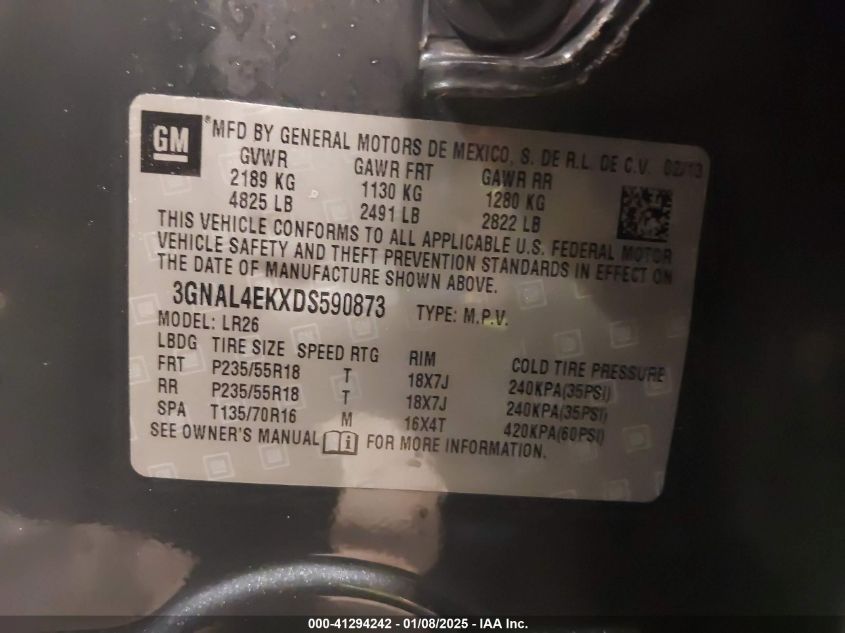 GM
®MFD BY GENERAL MOTORS DE MEXICO, S. DE R.L. DE C.V. 02/13
GVWR GAWR FRT GAWR RR
2189 KG 1130 KG 1280 KG
4825 LB 2491 LB 2822 LB
THIS VEHICLE CONFORMS TO ALL APPLICABLE U.S. FEDERAL MOTOR
VEHICLE SAFETY AND THEFT PREVENTION STANDARDS IN EFFECT ON
THE DATE OF MANUFACTURE SHOWN ABOVE.
3GNAL4EKXDS590873 TYPE: M.P.V.
MODEL: LR26
LBDG TIRE SIZE SPEED RTG RIM COLD TIRE PRESSURE
FRT P235/55R18 T 18X7J 240KPA(35PSI)
RR P235/55R18 T 18X7J 240KPA(35PSI)
SPA T135/70R16 M 16X4T 420KPA(60PSI)
SEE OWNER'S MANUAL FOR MORE INFORMATION.
000-41294242 - 01/08/2025 - IAA Inc.